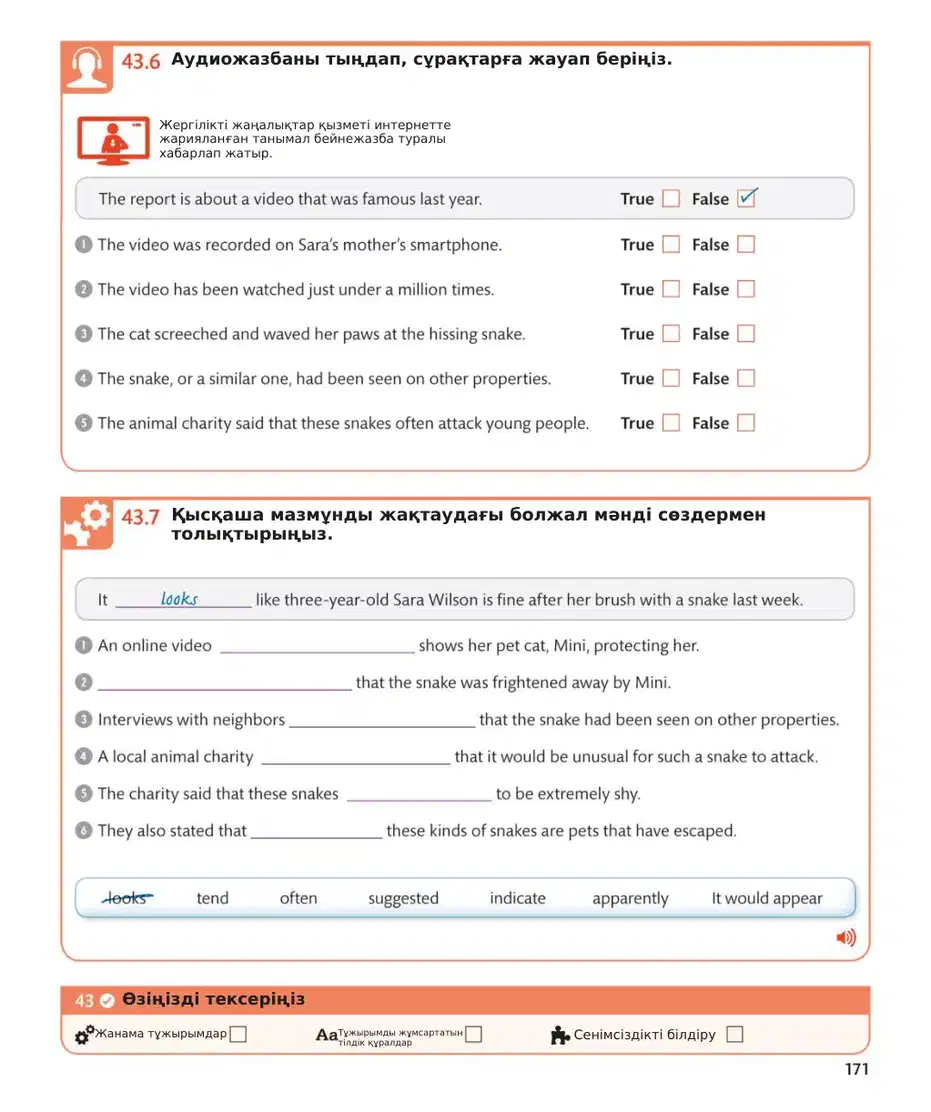 43.6 Аудиожазбаны тыңдап, сұрақтарға жауап беріңіз.
Жергілікті жаңалықтар қызметі интернетте
жарияланған танымал бейнежазба туралы
хабарлап жатыр.
The report is about a video that was famous last year. True False
1 The video was recorded on Sara's mother's smartphone. True False
2 The video has been watched just under a million times. True False
3 The cat screeched and waved her paws at the hissing snake. True False
4 The snake, or a similar one, had been seen on other properties. True False
5 The animal charity said that these snakes often attack young people. True False
43.7 Қысқаша мазмұнды жақтаудағы болжал мәнді сөздермен
толықтырыңыз.
It looks like three-year-old Sara Wilson is fine after her brush with a snake last week.
1 An online video ____ shows her pet cat, Mini, protecting her.
2 ____ that the snake was frightened away by Mini.
3 Interviews with neighbors ____ that the snake had been seen on other properties.
4 A local animal charity ____ that it would be unusual for such a snake to attack.
5 The charity said that these snakes ____ to be extremely shy.
6 They also stated that ____ these kinds of snakes are pets that have escaped.
looks tend often suggested indicate apparently It would appear
43 Өзіңізді тексеріңіз
Жанама тұжырымдар Aa Тұжырымды жұмсартатын тілдік құралдар Сенімсіздікті білдіру
171